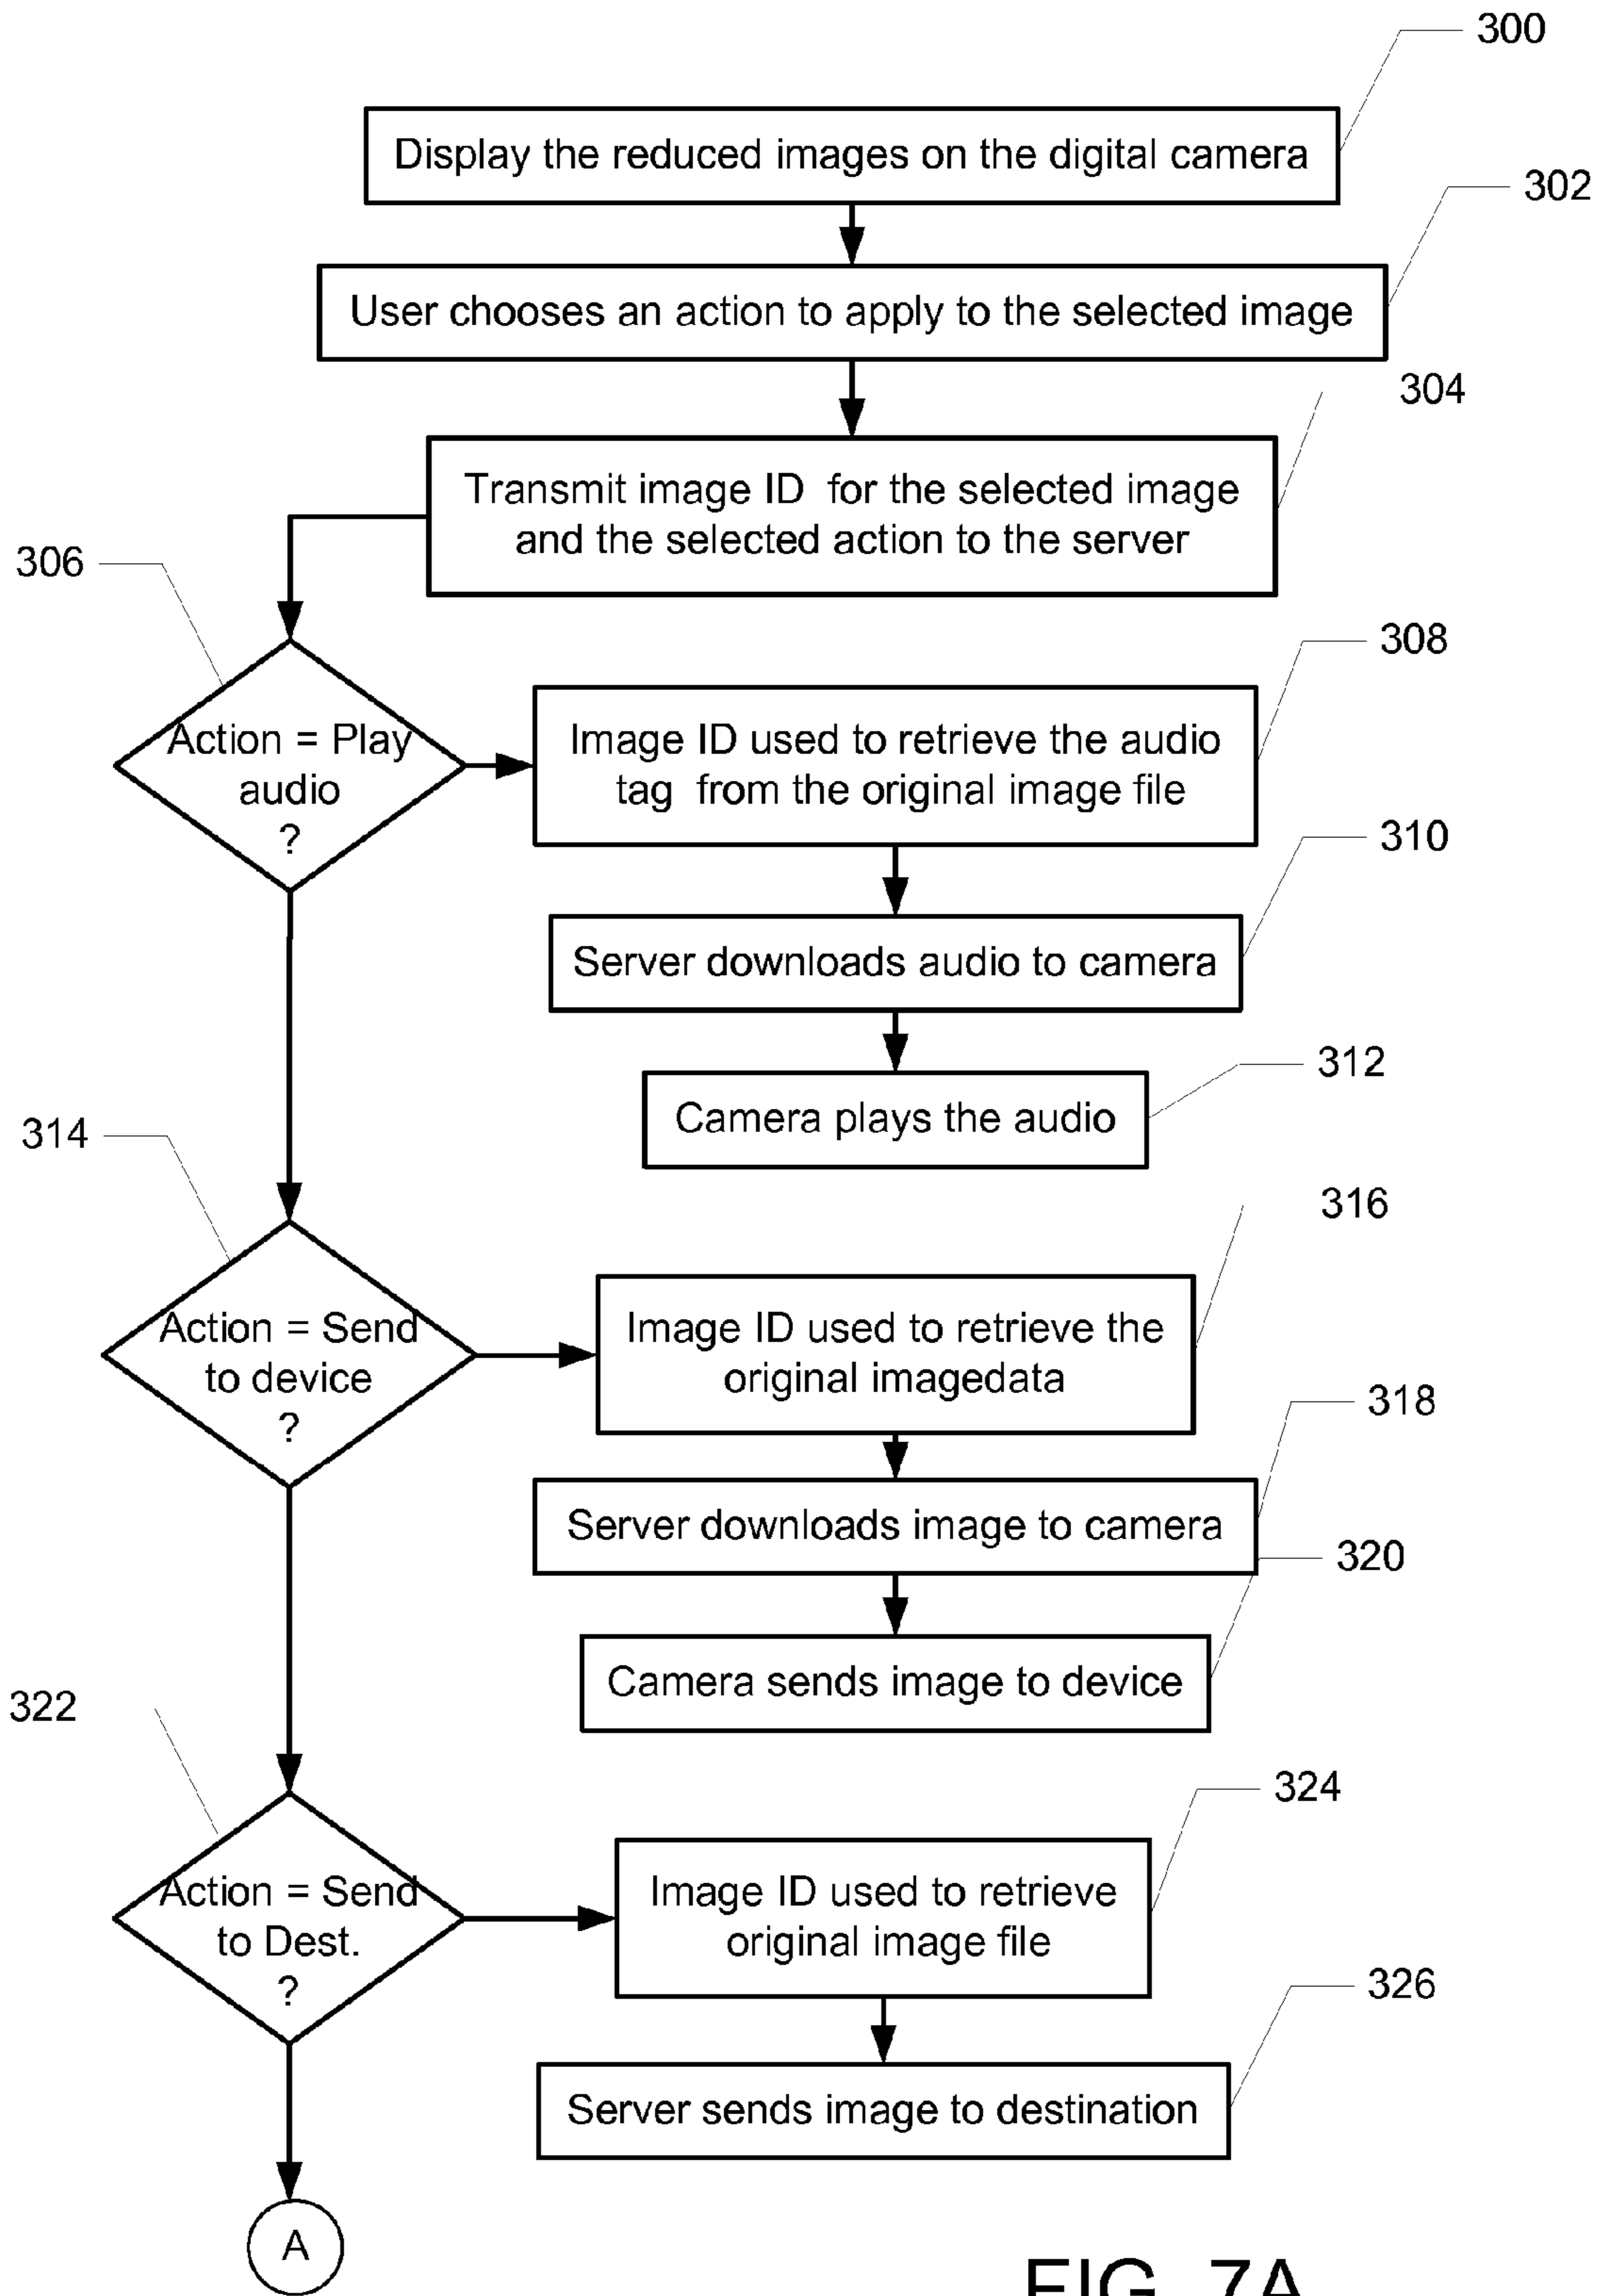 300
Display the reduced images on the digital camera
302
User chooses an action to apply to the selected image
304
Transmit image ID for the selected image
and the selected action to the server
306
Action = Play
audio
?
308
Image ID used to retrieve the audio
tag from the original image file
310
Server downloads audio to camera
312
Camera plays the audio
314
Action = Send
to device
?
316
Image ID used to retrieve the
original imagedata
318
Server downloads image to camera
320
Camera sends image to device
322
Action = Send
to Dest.
?
324
Image ID used to retrieve
original image file
326
Server sends image to destination
A
FIG. 7A